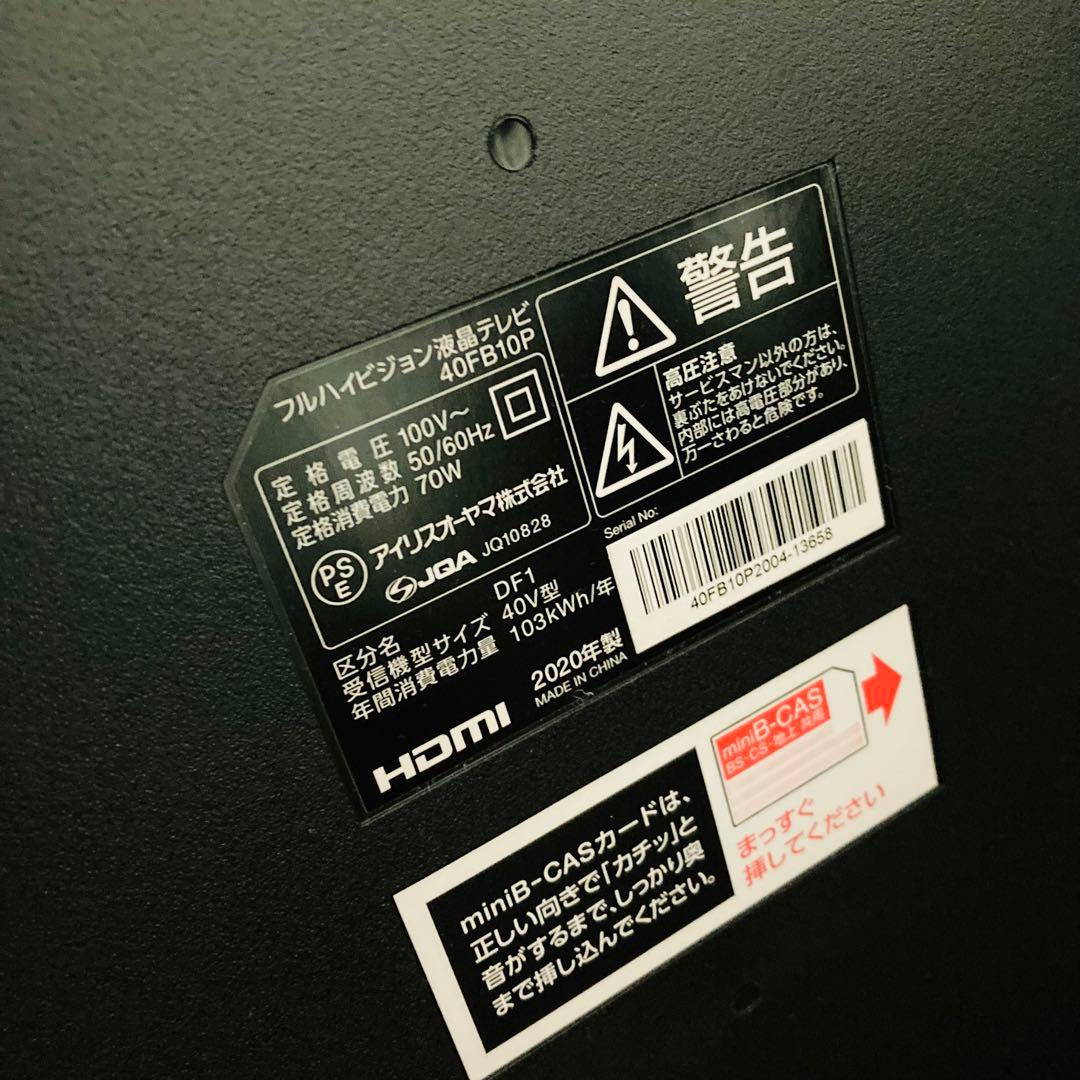 フルハイビジョン液晶テレビ
40FB10P
定格電圧 100V～
定格周波数 50/60Hz
定格消費電力 70W
PS
E
アイリスオーヤマ株式会社
JQA JQ10828
区分名 DF1
受信機型サイズ 40V型
年間消費電力量 103kWh/年
HDMI
2020年製
MADE IN CHINA
警告
高圧注意
サービスマン以外の方は、
裏ぶたをあけないでください。
内部には高電圧部分があり、
万一さわると危険です。
Serial No:
40FB10P2004-13658
miniB-CASカードは、
正しい向きで「カチッ」と
音がするまで、しっかり奥
まで挿し込んでください。
miniB-CAS
BS・CS・地上 共用
まっすぐ
挿してください